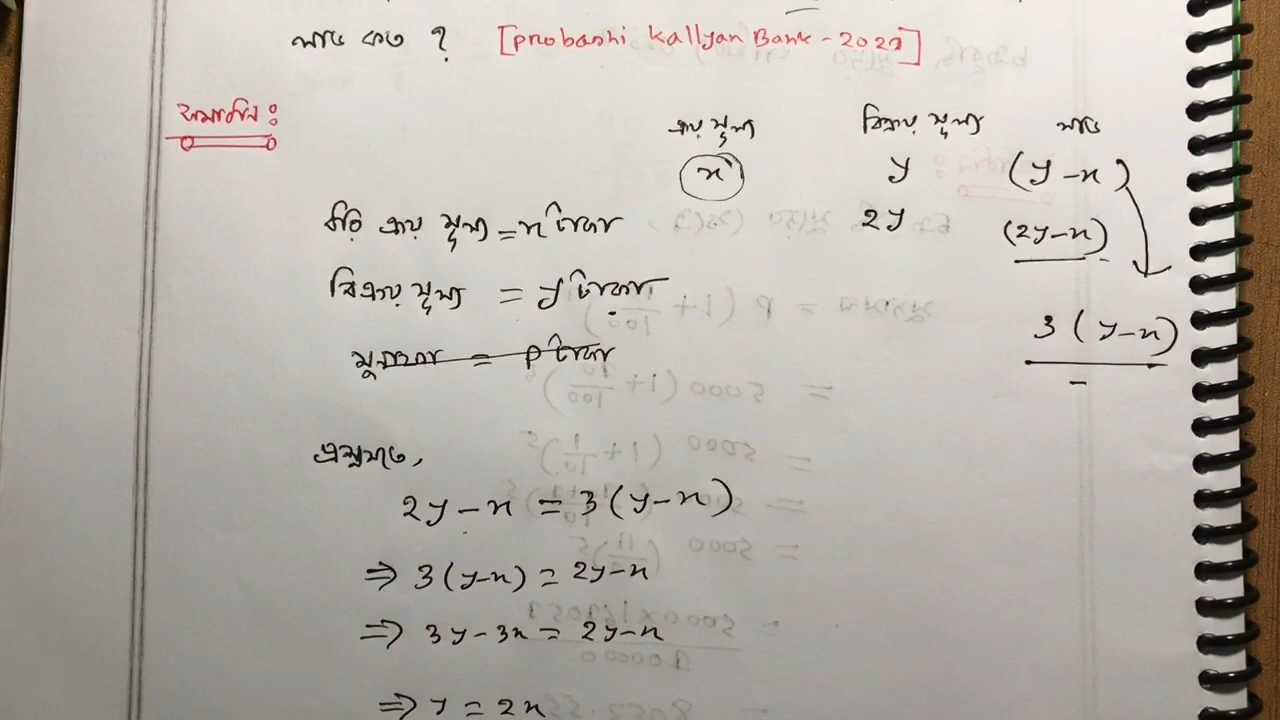 লাভ কত ? [Probashi Kallyan Bank - 2021]
সমাধান :
ক্রয় মূল্য বিক্রয় মূল্য লাভ
x y (y-x)
ধরি ক্রয় মূল্য = x টাকা 2y (2y-x)
বিক্রয় মূল্য = y টাকা
3 (y-x)
মুনাফা = P টাকা
প্রশ্নমতে,
2y - x = 3 (y-x)
⇒ 3 (y-x) = 2y-x
⇒ 3y - 3x = 2y-x
⇒ y = 2x